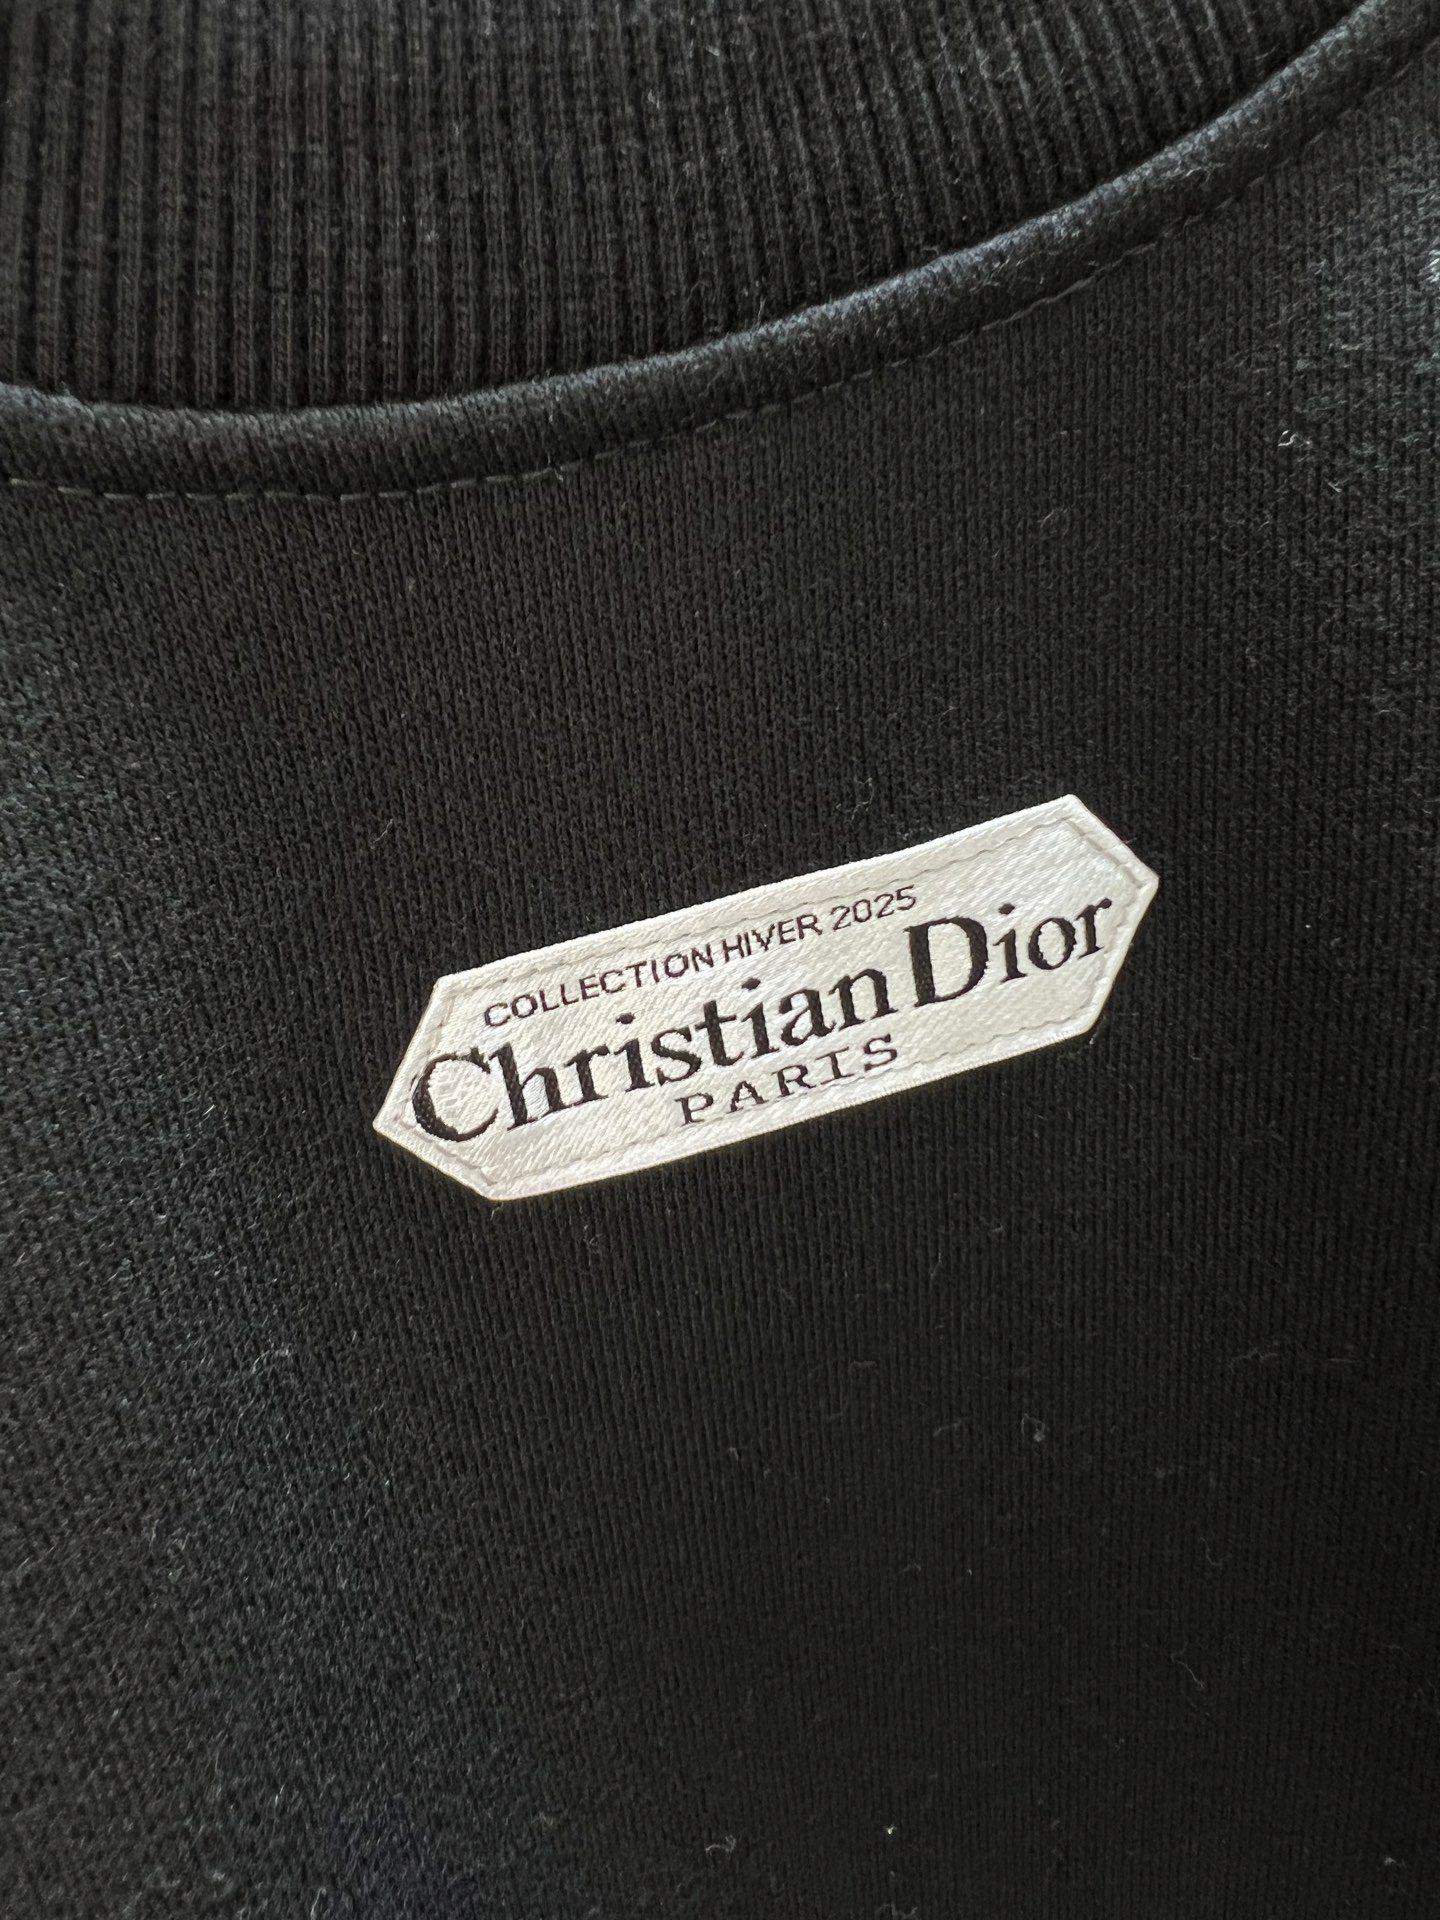 COLLECTION HIVER 2025
Christian Dior
PARIS